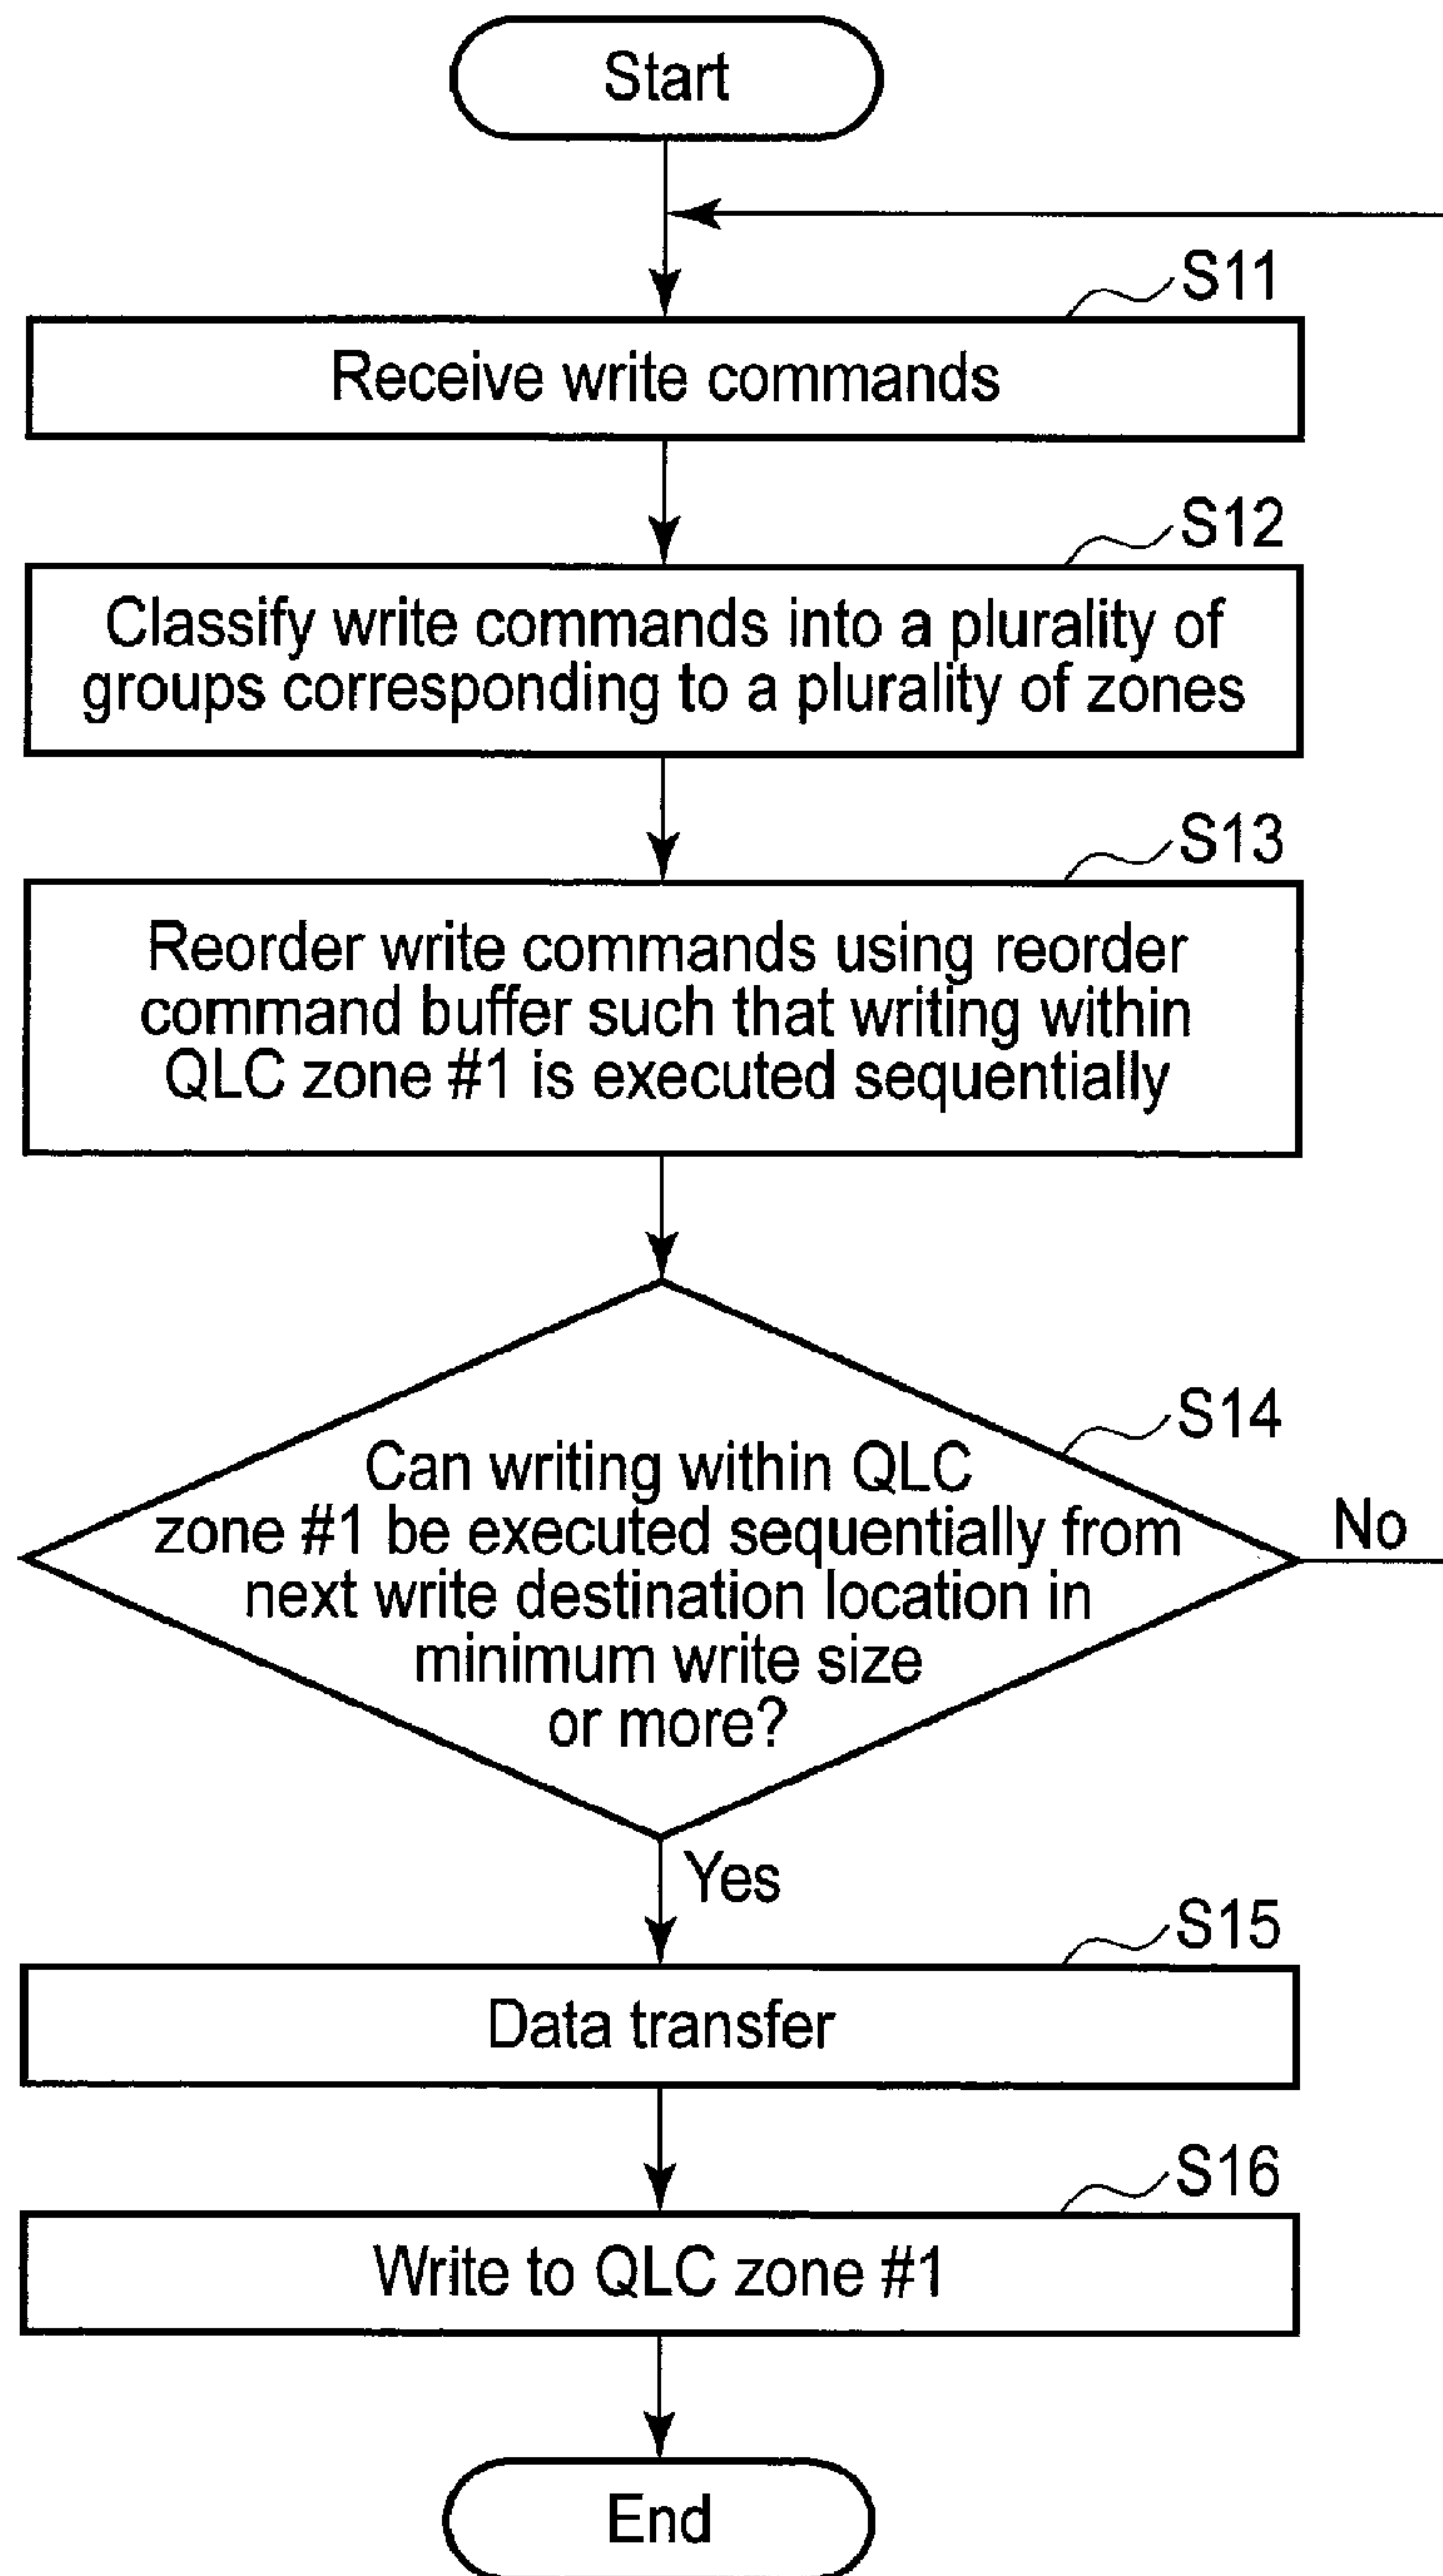 Start
S11
Receive write commands
S12
Classify write commands into a plurality of
groups corresponding to a plurality of zones
S13
Reorder write commands using reorder
command buffer such that writing within
QLC zone #1 is executed sequentially
S14
Can writing within QLC
zone #1 be executed sequentially from
next write destination location in
minimum write size
or more?
No
Yes
S15
Data transfer
S16
Write to QLC zone #1
End